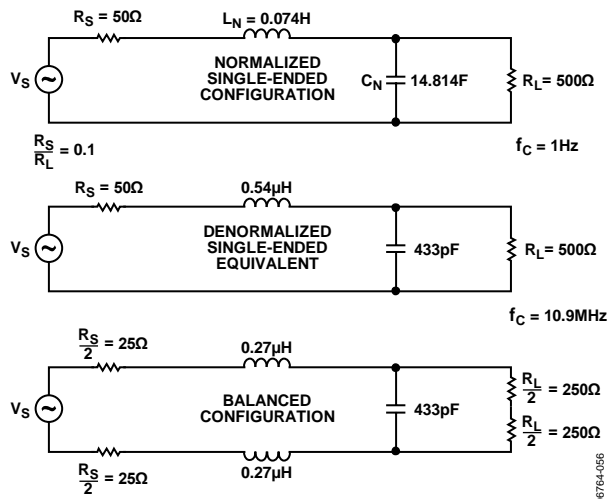 R_S = 50Ω
L_N = 0.074H
V_S
NORMALIZED
SINGLE-ENDED
CONFIGURATION
C_N
14.814F
R_L = 500Ω
R_S
R_L
= 0.1
f_C = 1Hz
R_S = 50Ω
0.54µH
V_S
DENORMALIZED
SINGLE-ENDED
EQUIVALENT
433pF
R_L = 500Ω
f_C = 10.9MHz
R_S
2
= 25Ω
0.27µH
V_S
BALANCED
CONFIGURATION
433pF
R_L
2
= 250Ω
R_L
2
= 250Ω
R_S
2
= 25Ω
0.27µH
6764-056